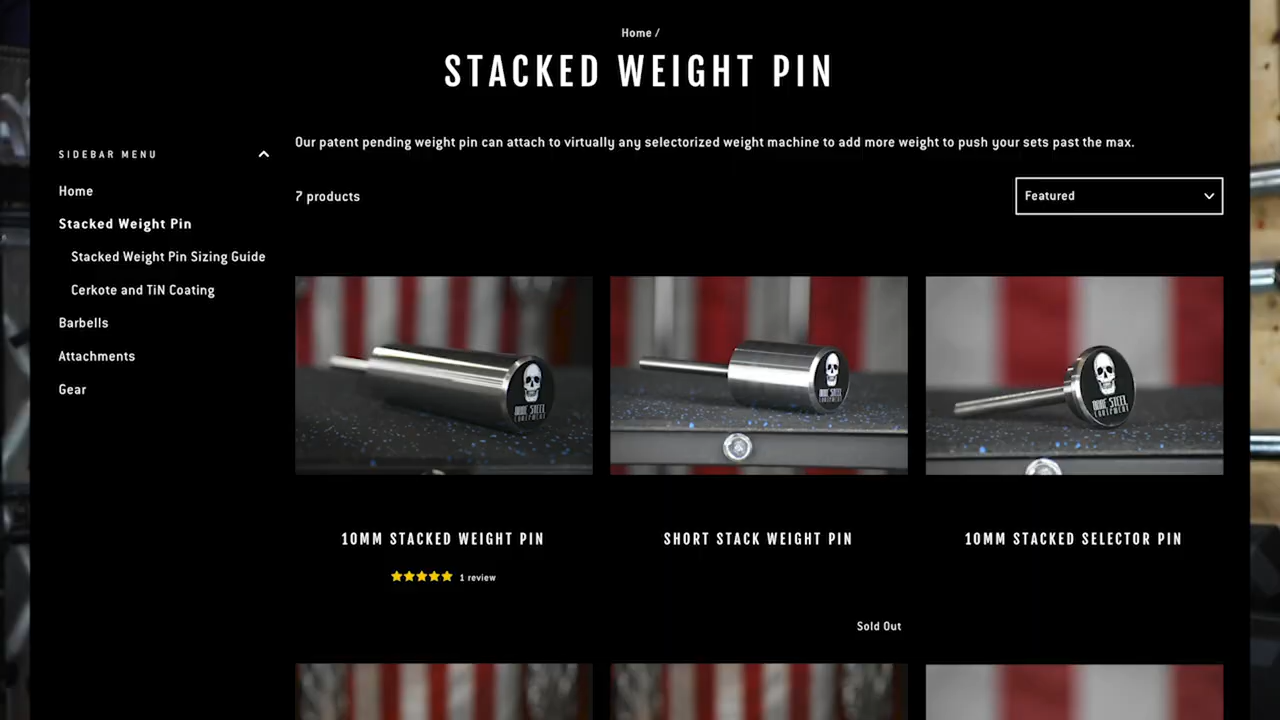 Home /
STACKED WEIGHT PIN
SIDEBAR MENU
Home
Stacked Weight Pin
Stacked Weight Pin Sizing Guide
Cerkote and TiN Coating
Barbells
Attachments
Gear
Our patent pending weight pin can attach to virtually any selectorized weight machine to add more weight to push your sets past the max.
7 products
Featured
10MM STACKED WEIGHT PIN
1 review
SHORT STACK WEIGHT PIN
10MM STACKED SELECTOR PIN
Sold Out